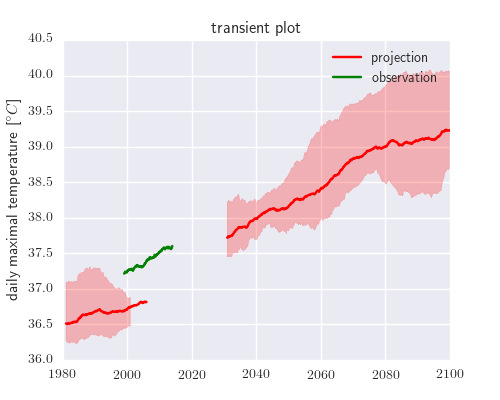 transient plot
projection
observation
daily maximal temperature [°C]
40.5
40.0
39.5
39.0
38.5
38.0
37.5
37.0
36.5
36.0
1980 2000 2020 2040 2060 2080 2100